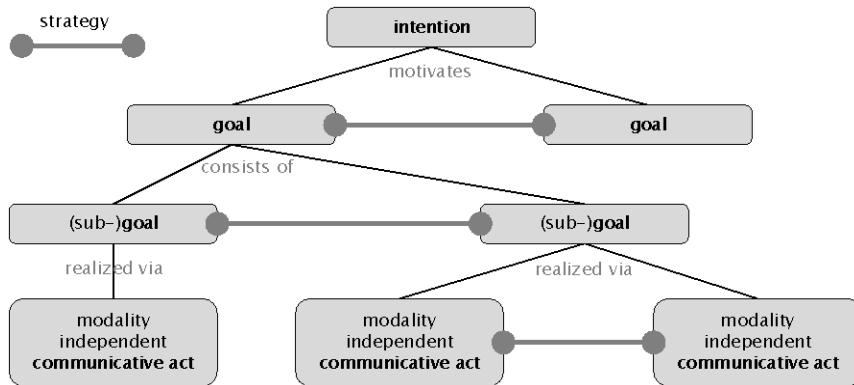 strategy
intention
motivates
goal
goal
consists of
(sub-)goal
(sub-)goal
realized via
realized via
modality
independent
communicative act
modality
independent
communicative act
modality
independent
communicative act